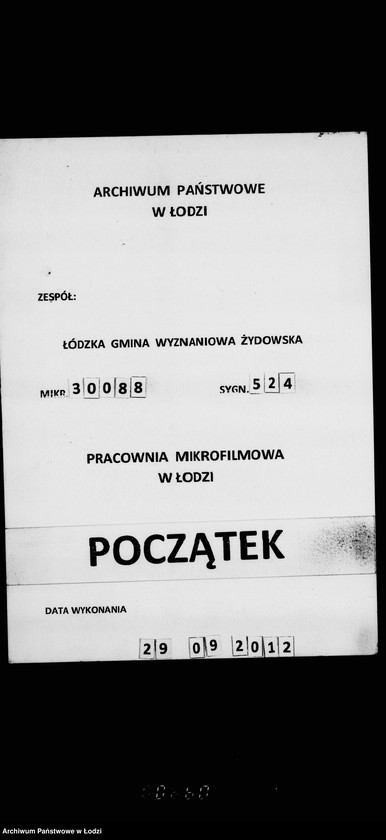 ARCHIWUM PAŃSTWOWE
W ŁODZI
ZESPÓŁ:
ŁÓDZKA GMINA WYZNANIOWA ŻYDOWSKA
MIKR. 30088 SYGN. 524
PRACOWNIA MIKROFILMOWA
W ŁODZI
POCZĄTEK
DATA WYKONANIA
29 09 2012
Archiwum Państwowe w Łodzi